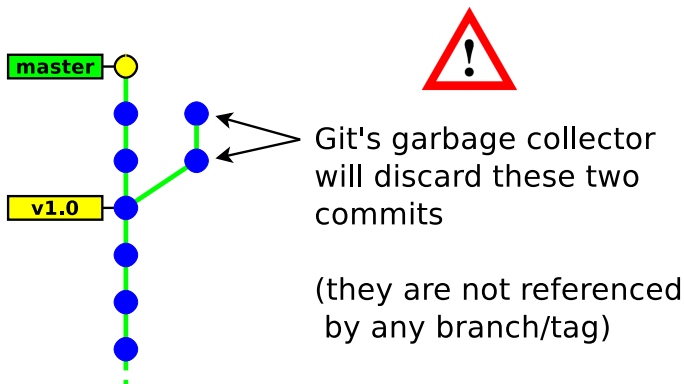 !
master
Git's garbage collector
will discard these two
commits
v1.0
(they are not referenced
by any branch/tag)